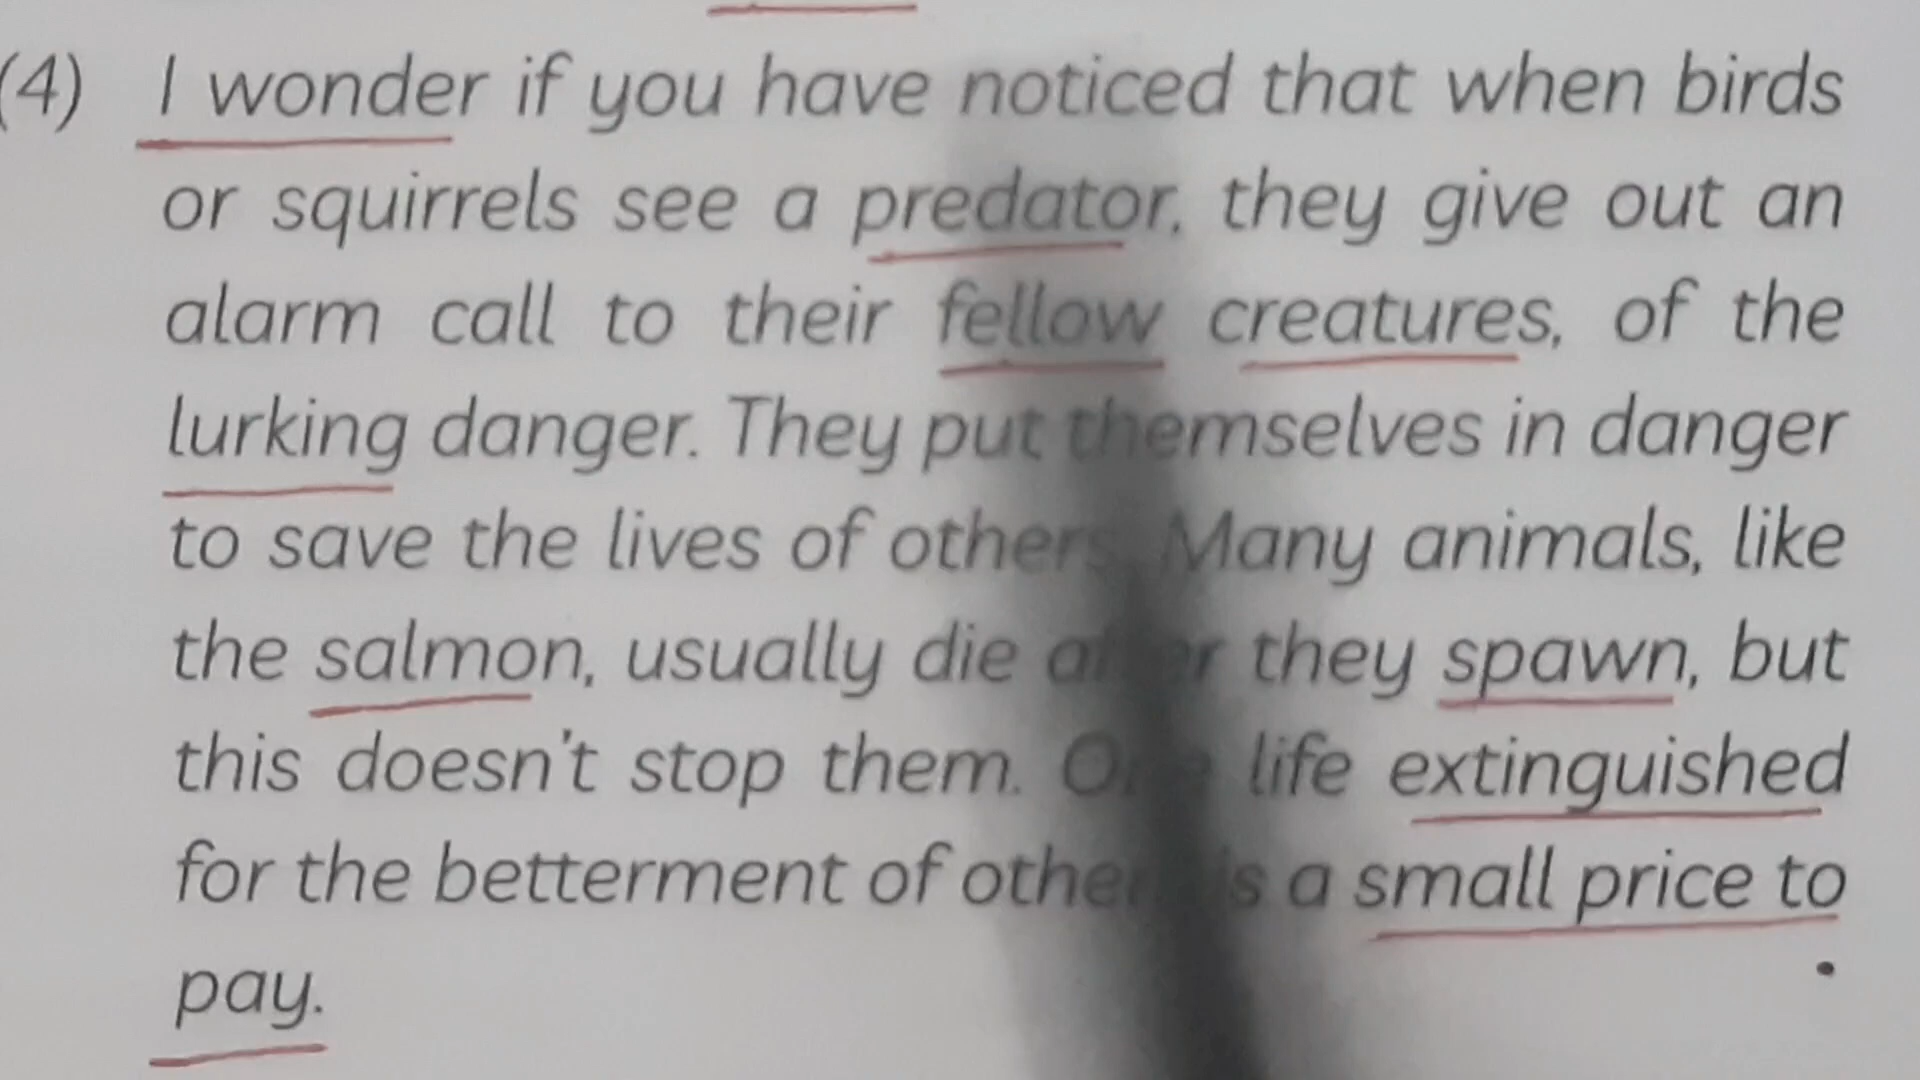 (4) I wonder if you have noticed that when birds
or squirrels see a predator, they give out an
alarm call to their fellow creatures, of the
lurking danger. They put themselves in danger
to save the lives of others Many animals, like
the salmon, usually die after they spawn, but
this doesn't stop them. One life extinguished
for the betterment of is a small price to
pay.